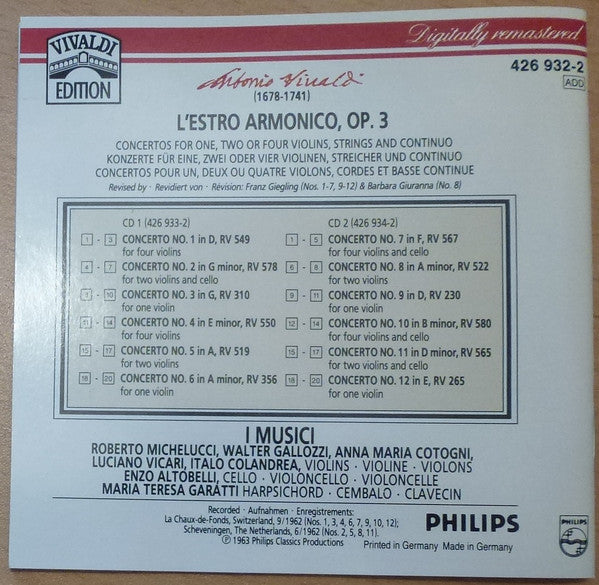 VIVALDI
EDITION
Digitally remastered
426 932-2
ADD
Antonio Vivaldi
(1678-1741)
L'ESTRO ARMONICO, OP. 3
CONCERTOS FOR ONE, TWO OR FOUR VIOLINS, STRINGS AND CONTINUO
KONZERTE FÜR EINE, ZWEI ODER VIER VIOLINEN, STREICHER UND CONTINUO
CONCERTOS POUR UN, DEUX OU QUATRE VIOLONS, CORDES ET BASSE CONTINUE
Revised by · Revidiert von · Révision: Franz Giegling (Nos. 1-7, 9-12) & Barbara Giuranna (No. 8)
CD 1 (426 933-2)
1 - 3 CONCERTO NO. 1 in D, RV 549
for four violins
4 - 7 CONCERTO NO. 2 in G minor, RV 578
for two violins and cello
8 - 10 CONCERTO NO. 3 in G, RV 310
for one violin
11 - 14 CONCERTO NO. 4 in E minor, RV 550
for four violins
15 - 17 CONCERTO NO. 5 in A, RV 519
for two violins
18 - 20 CONCERTO NO. 6 in A minor, RV 356
for one violin
CD 2 (426 934-2)
1 - 5 CONCERTO NO. 7 in F, RV 567
for four violins and cello
6 - 8 CONCERTO NO. 8 in A minor, RV 522
for two violins
9 - 11 CONCERTO NO. 9 in D, RV 230
for one violin
12 - 14 CONCERTO NO. 10 in B minor, RV 580
for four violins and cello
16 - 17 CONCERTO NO. 11 in D minor, RV 565
for two violins and cello
18 - 20 CONCERTO NO. 12 in E, RV 265
for one violin
I MUSICI
ROBERTO MICHELUCCI, WALTER GALLOZZI, ANNA MARIA COTOGNI,
LUCIANO VICARI, ITALO COLANDREA, VIOLINS · VIOLINE · VIOLONS
ENZO ALTOBELLI, CELLO · VIOLONCELLO · VIOLONCELLE
MARIA TERESA GARATTI HARPSICHORD · CEMBALO · CLAVECIN
Recorded · Aufnahmen · Enregistrements:
La Chaux-de-Fonds, Switzerland, 9/1962 (Nos. 1, 3, 4, 6, 7, 9, 10, 12);
Scheveningen, The Netherlands, 6/1962 (Nos. 2, 5, 8, 11).
℗ 1963 Philips Classics Productions
PHILIPS
Printed in Germany Made in Germany
PHILIPS